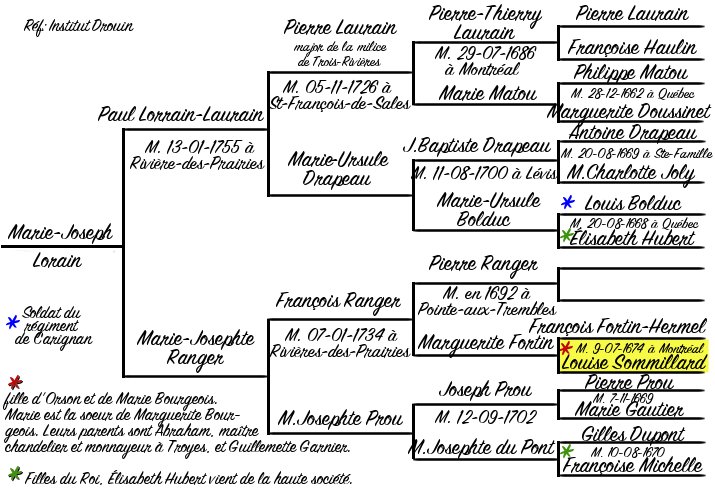 Réf: Institut Drouin
Pierre Laurain
major de la milice
de Trois-Rivières
M. 05-11-1726 à
St-François-de-Sales
Marie-Ursule
Drapeau
Pierre-Thierry
Laurain
M. 29-07-1686
à Montréal
Marie Matou
Pierre Laurain
Françoise Haulin
Philippe Matou
M. 28-12-1662 à Québec
Marguerite Doussinet
Paul Lorrain-Laurain
M. 13-01-1755 à
Rivière-des-Prairies
J.Baptiste Drapeau
M. 11-08-1700 à Lévis
Marie-Ursule
Bolduc
Antoine Drapeau
M. 20-08-1669 à Ste-Famille
M.Charlotte Joly
Louis Bolduc
M. 20-08-1668 à Québec
Élisabeth Hubert
Marie-Joseph
Lorain
Marie-Josephte
Ranger
François Ranger
M. 07-01-1734 à
Rivières-des-Prairies
M.Josephte Prou
Pierre Ranger
M. en 1692 à
Pointe-aux-Trembles
Marguerite Fortin
François Fortin-Hermel
M. 9-07-1674 à Montréal
Louise Sommillard
Joseph Prou
M. 12-09-1702
M.Josephte du Pont
Pierre Prou
M. 7-11-1669
Marie Gautier
Gilles Dupont
M. 10-08-1670
Françoise Michelle
Soldat du
régiment
de Carignan
fille d'Orson et de Marie Bourgeois.
Marie est la soeur de Marguerite Bour-
geois. Leurs parents sont Abraham, maître
chandelier et monnayeur à Troyes, et Guillemette Garnier.
Filles du Roi, Élisabeth Hubert vient de la haute société.